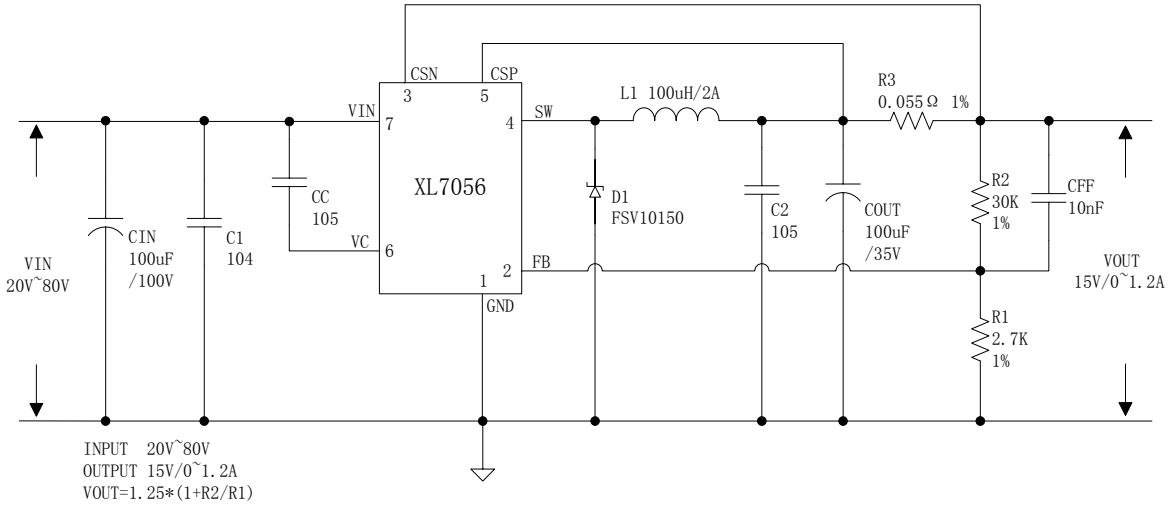 CSN
CSP
3
5
VIN
7
4
SW
L1 100uH/2A
R3
0.055Ω 1%
XL7056
CC
105
D1
FSV10150
C2
105
COUT
100uF
/35V
R2
30K
1%
CFF
10nF
CIN
100uF
/100V
C1
104
VC
6
2
FB
1
GND
VIN
20V~80V
VOUT
15V/0~1.2A
R1
2.7K
1%
INPUT 20V~80V
OUTPUT 15V/0~1.2A
VOUT=1.25*(1+R2/R1)